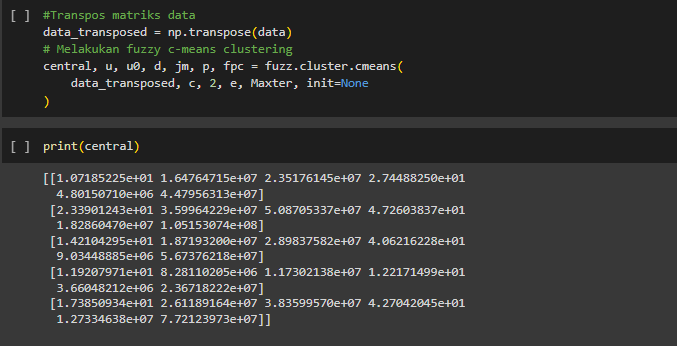 [ ] #Transpos matriks data
data_transposed = np.transpose(data)
# Melakukan fuzzy c-means clustering
central, u, u0, d, jm, p, fpc = fuzz.cluster.cmeans(
data_transposed, c, 2, e, Maxter, init=None
)
[ ] print(central)
[[1.07185225e+01 1.64764715e+07 2.35176145e+07 2.74488250e+01
4.80150710e+06 4.47956313e+07]
[2.33901243e+01 3.59964229e+07 5.08705337e+07 4.72603837e+01
1.82860470e+07 1.05153074e+08]
[1.42104295e+01 1.87193200e+07 2.89837582e+07 4.06216228e+01
9.03448885e+06 5.67376218e+07]
[1.19207971e+01 8.28110205e+06 1.17302138e+07 1.22171499e+01
3.66048212e+06 2.36718222e+07]
[1.73850934e+01 2.61189164e+07 3.83599570e+07 4.27042045e+01
1.27334638e+07 7.72123973e+07]]